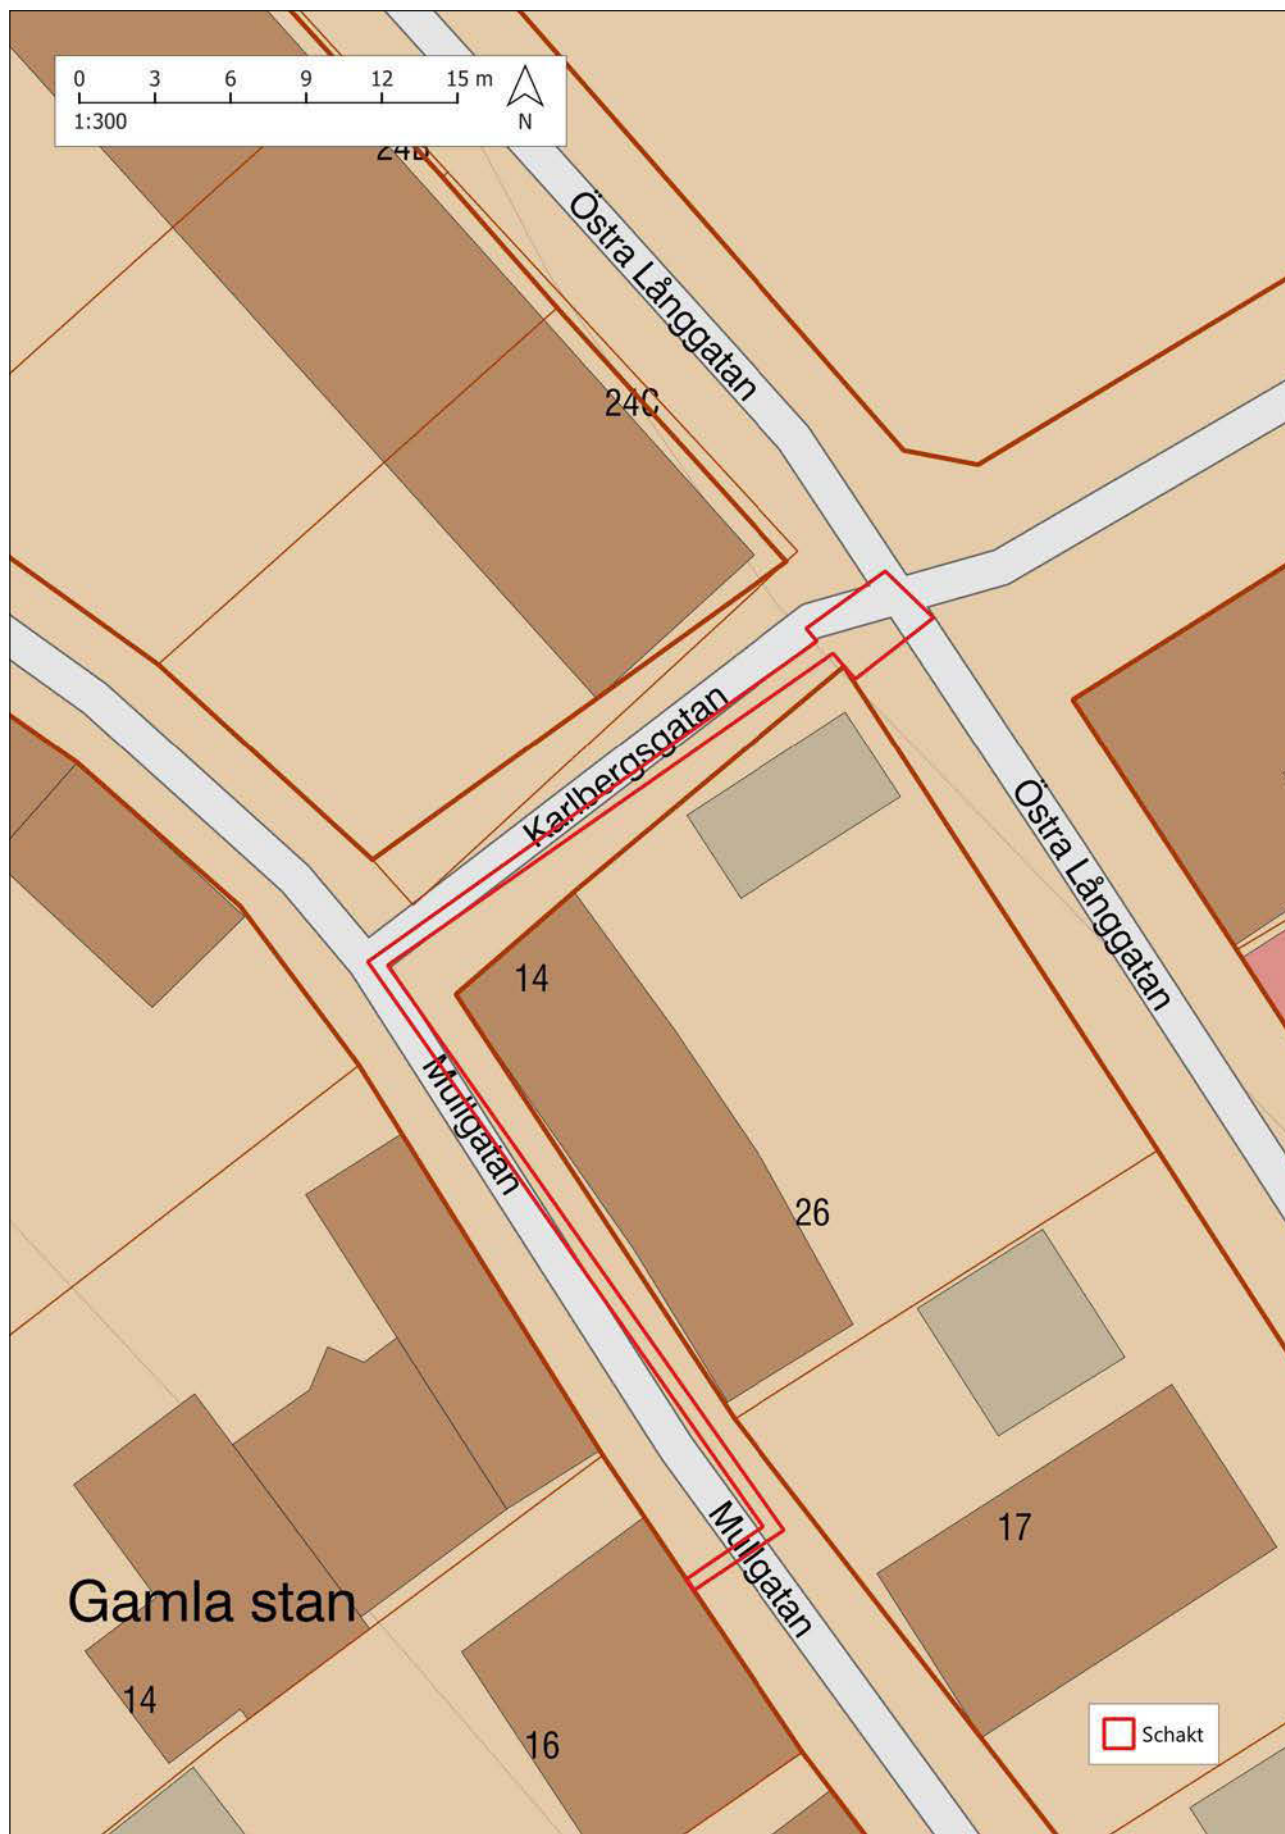 0 3 6 9 12 15 m
1:300
N
24B
Östra Långgatan
24C
Karlbergsgatan
Östra Långgatan
14
Mullgatan
26
Mullgatan
17
Gamla stan
14
16
Schakt